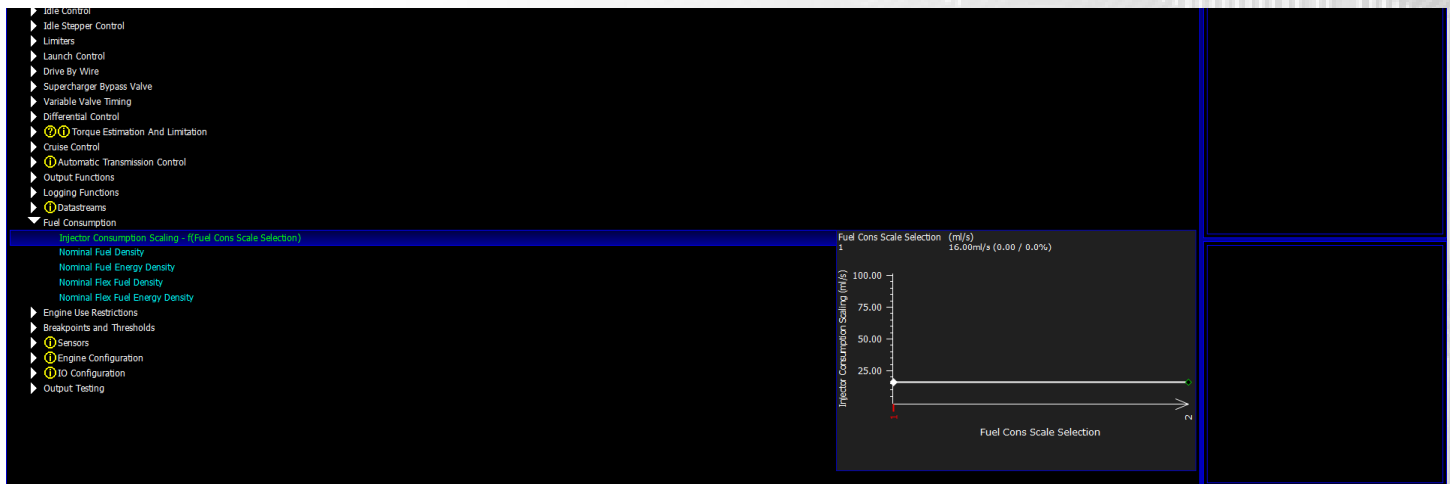 Idle Control
Idle Stepper Control
Limiters
Launch Control
Drive By Wire
Supercharger Bypass Valve
Variable Valve Timing
Differential Control
Torque Estimation And Limitation
Cruise Control
Automatic Transmission Control
Output Functions
Logging Functions
Datastreams
Fuel Consumption
Injector Consumption Scaling - f(Fuel Cons Scale Selection)
Nominal Fuel Density
Nominal Fuel Energy Density
Nominal Flex Fuel Density
Nominal Flex Fuel Energy Density
Engine Use Restrictions
Breakpoints and Thresholds
Sensors
Engine Configuration
IO Configuration
Output Testing
Fuel Cons Scale Selection (ml/s)
1 16.00ml/s (0.00 / 0.0%)
Injector Consumption Scaling (ml/s)
100.00
75.00
50.00
25.00
1 2
Fuel Cons Scale Selection